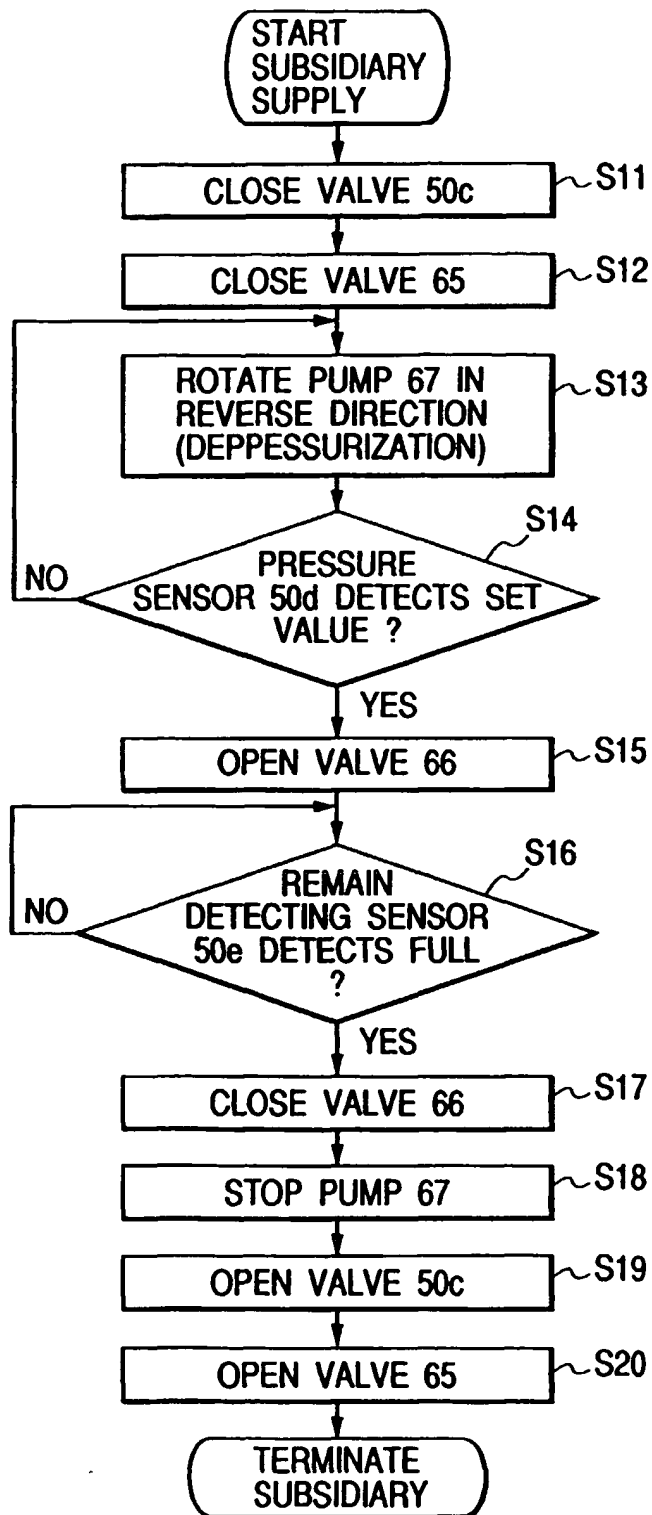 START
SUBSIDIARY
SUPPLY
CLOSE VALVE 50c
S11
CLOSE VALVE 65
S12
ROTATE PUMP 67 IN
REVERSE DIRECTION
(DEPPESSURIZATION)
S13
S14
PRESSURE
SENSOR 50d DETECTS SET
VALUE ?
NO
YES
OPEN VALVE 66
S15
S16
REMAIN
DETECTING SENSOR
50e DETECTS FULL
?
NO
YES
CLOSE VALVE 66
S17
STOP PUMP 67
S18
OPEN VALVE 50c
S19
OPEN VALVE 65
S20
TERMINATE
SUBSIDIARY